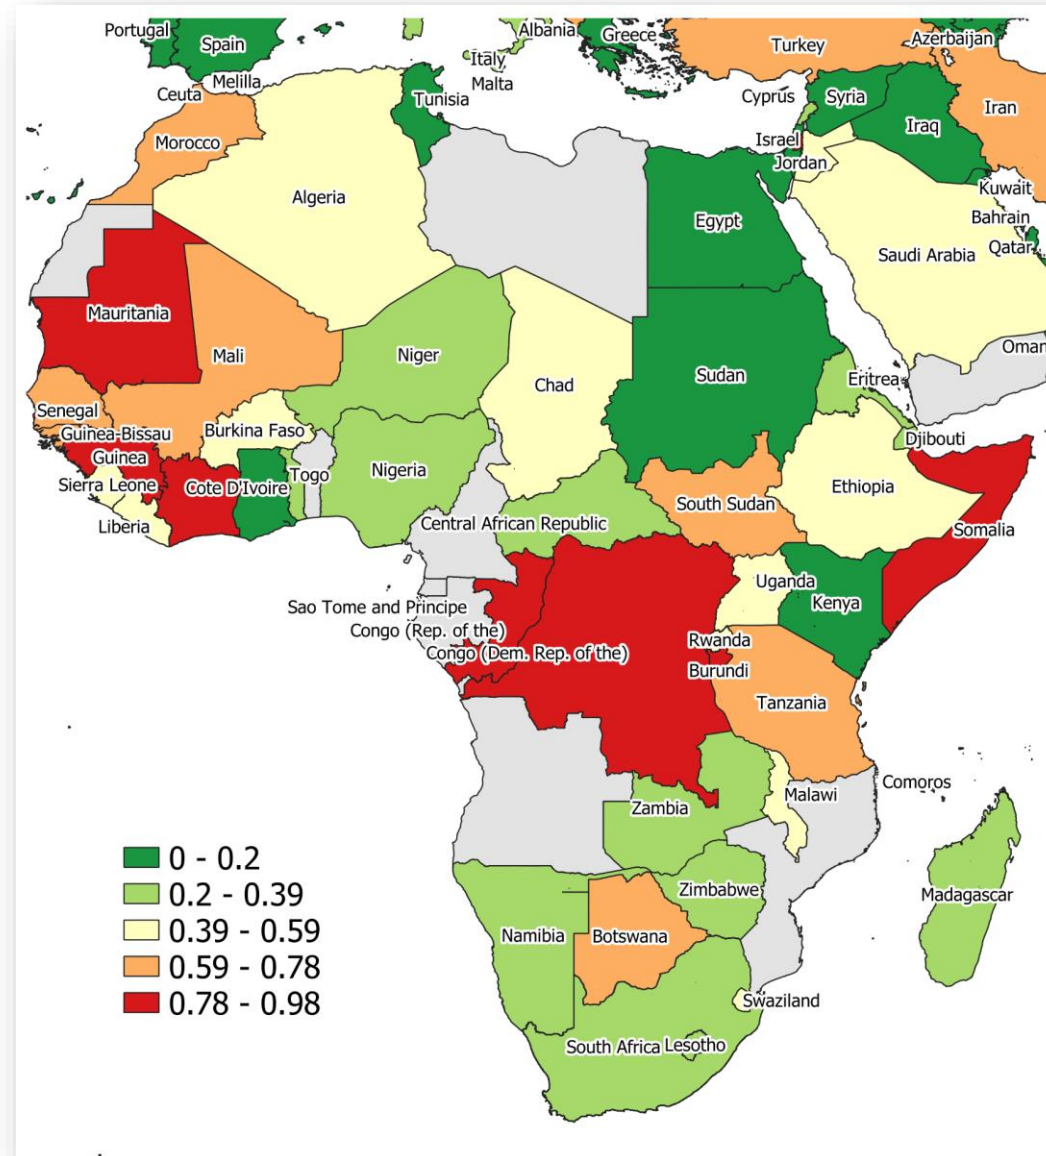 Portugal
Spain
Albania
Greece
Turkey
Azerbaijan
Italy
Malta
Melilla
Ceuta
Tunisia
Cyprus
Syria
Iran
Morocco
Israel
Iraq
Jordan
Algeria
Kuwait
Egypt
Bahrain
Qatar
Saudi Arabia
Mauritania
Oman
Mali
Niger
Chad
Sudan
Eritrea
Senegal
Guinea-Bissau
Burkina Faso
Djibouti
Guinea
Sierra Leone
Cote D'Ivoire
Togo
Nigeria
Ethiopia
South Sudan
Liberia
Central African Republic
Somalia
Uganda
Kenya
Sao Tome and Principe
Congo (Rep. of the)
Congo (Dem. Rep. of the)
Rwanda
Burundi
Tanzania
Comoros
Malawi
Zambia
Zimbabwe
Madagascar
Namibia
Botswana
Swaziland
South Africa
Lesotho
0 - 0.2
0.2 - 0.39
0.39 - 0.59
0.59 - 0.78
0.78 - 0.98